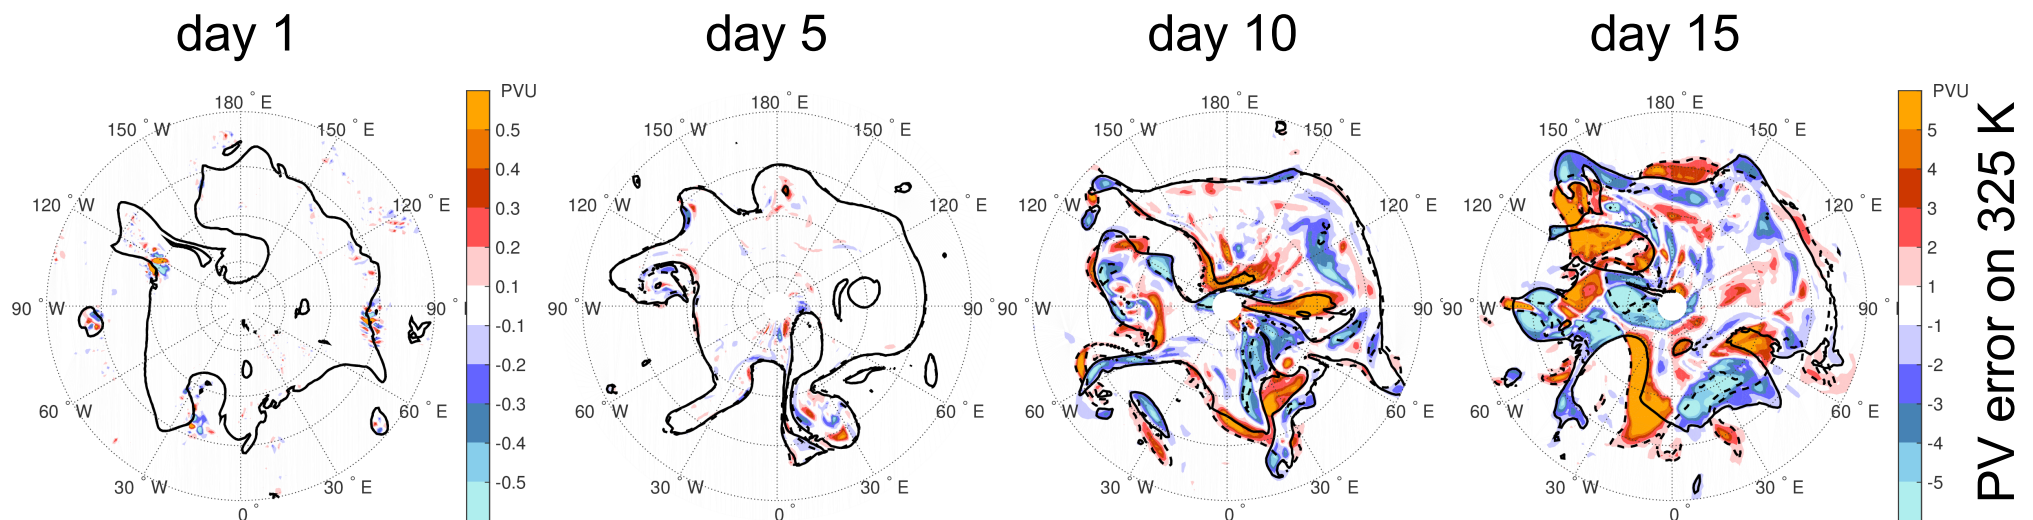 day 1
day 5
day 10
day 15
180 ° E
150 ° W
150 ° E
120 ° W
120 ° E
90 ° W
90 °
60 ° W
60 ° E
30 ° W
30 ° E
0 °
PVU
0.5
0.4
0.3
0.2
0.1
-0.1
-0.2
-0.3
-0.4
-0.5
180 ° E
150 ° W
150 ° E
120 ° W
120 ° E
90 ° W
90 ° E
60 ° W
60 ° E
30 ° W
30 ° E
0 °
180 ° E
150 ° W
150 ° E
120 ° W
120 ° E
90 ° W
90 ° E
60 ° W
60 ° E
30 ° W
30 ° E
0 °
180 ° E
150 ° W
150 ° E
120 ° W
120 ° E
90 ° W
90 °
60 ° W
60 ° E
30 ° W
30 ° E
0 °
PVU
5
4
3
2
1
-1
-2
-3
-4
-5
PV error on 325 K